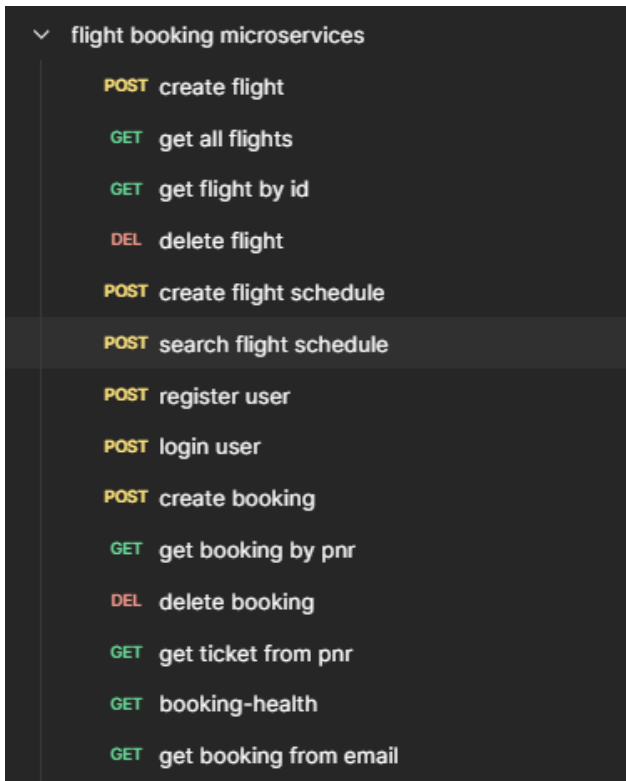 flight booking microservices
POST create flight
GET get all flights
GET get flight by id
DEL delete flight
POST create flight schedule
POST search flight schedule
POST register user
POST login user
POST create booking
GET get booking by pnr
DEL delete booking
GET get ticket from pnr
GET booking-health
GET get booking from email